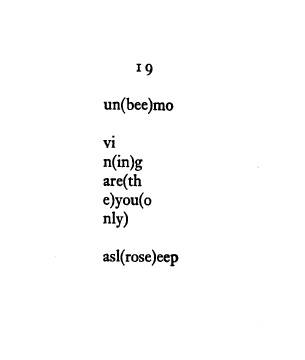 19
un(bee)mo
vi
n(in)g
are(th
e)you(o
nly)
asl(rose)eep